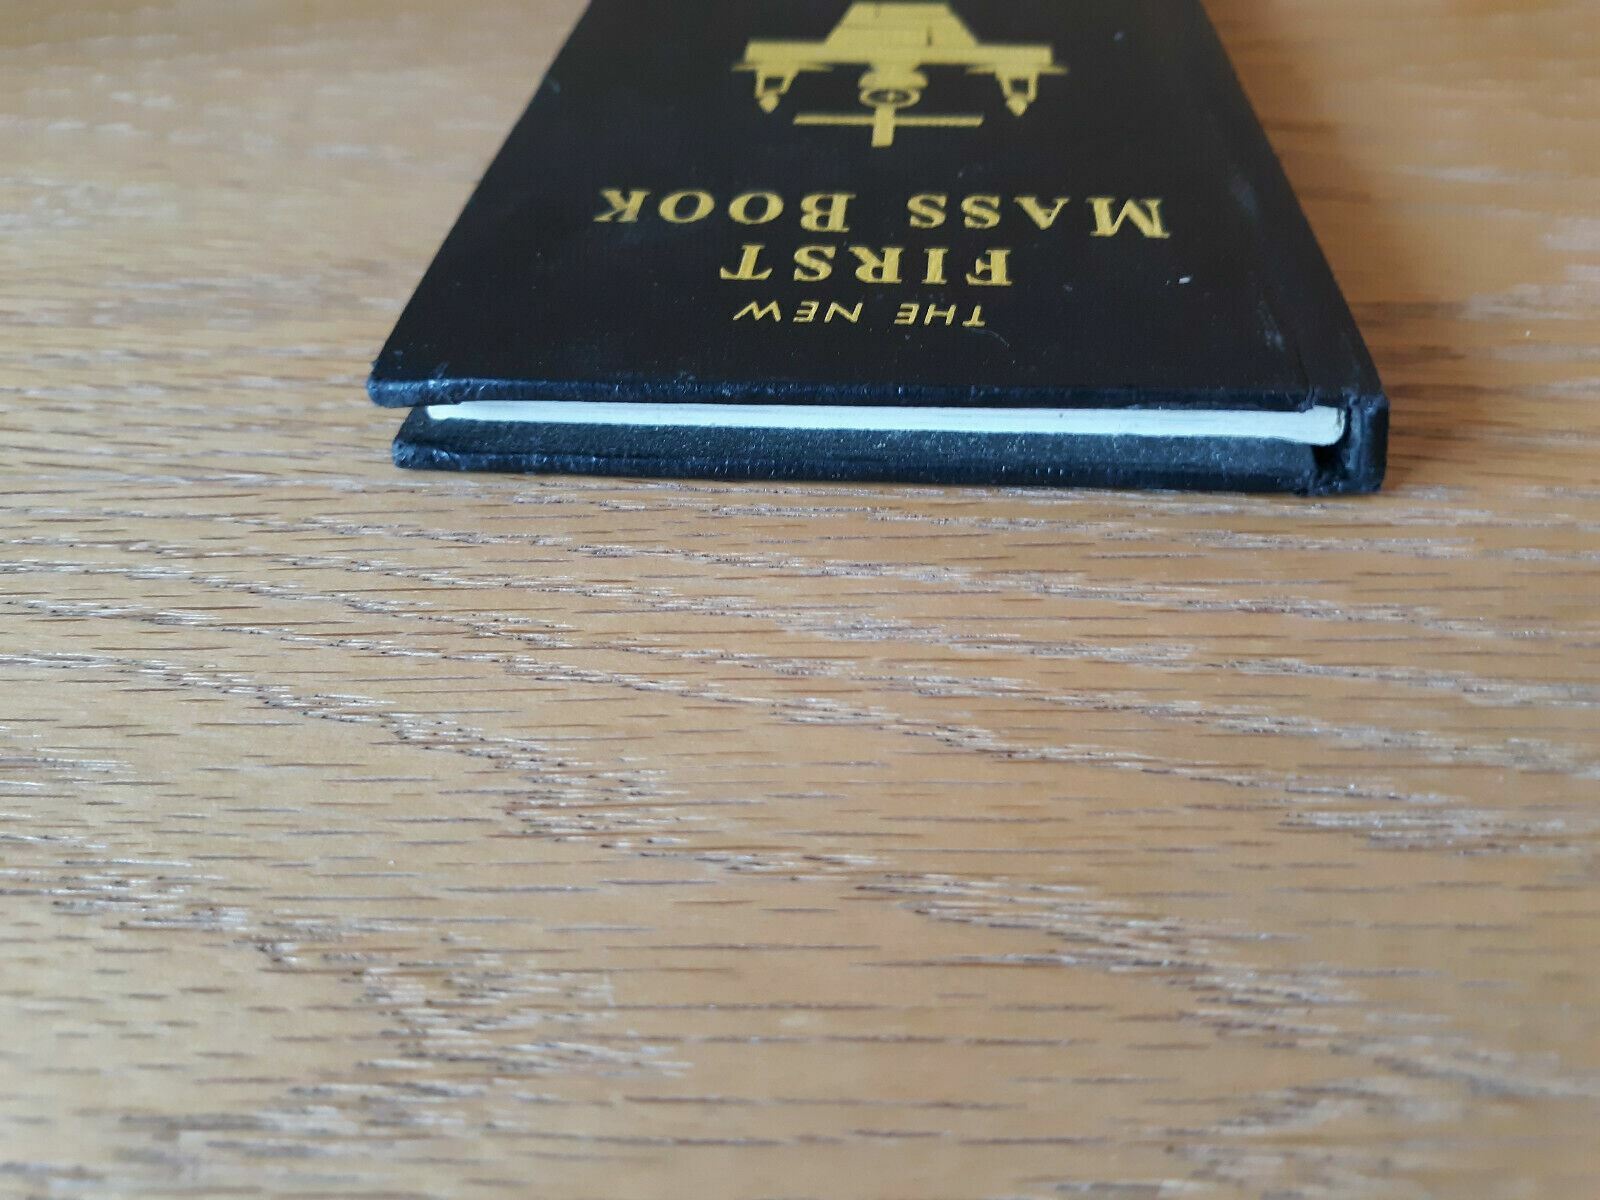 THE NEW
FIRST
MASS BOOK